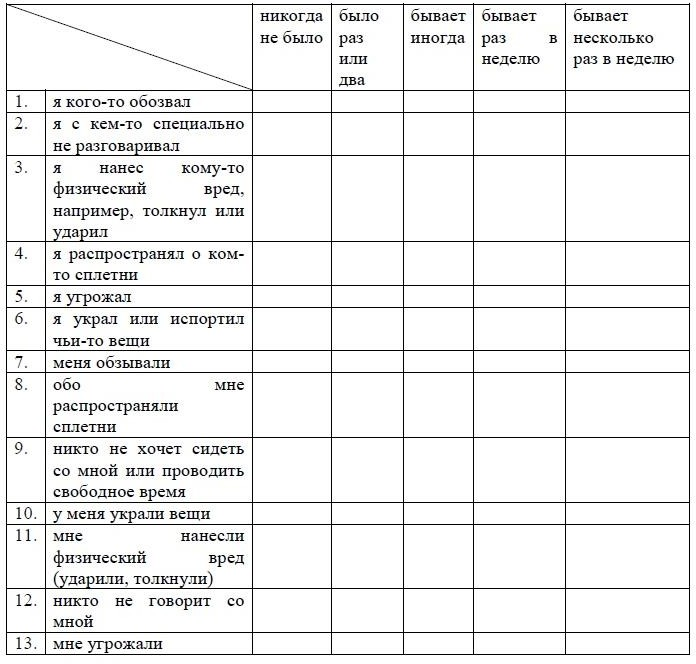 никогда не было
было раз или два
бывает иногда
бывает раз в неделю
бывает несколько раз в неделю
1. я кого-то обозвал
2. я с кем-то специально
не разговаривал
3. я нанес кому-то
физический вред,
например, толкнул или
ударил
4. я распространял о ком-
то сплетни
5. я угрожал
6. я украл или испортил
чьи-то вещи
7. меня обзывали
8. обо мне
распространяли
сплетни
9. никто не хочет сидеть
со мной или проводить
свободное время
10. у меня украли вещи
11. мне нанесли
физический вред
(ударили, толкнули)
12. никто не говорит со
мной
13. мне угрожали